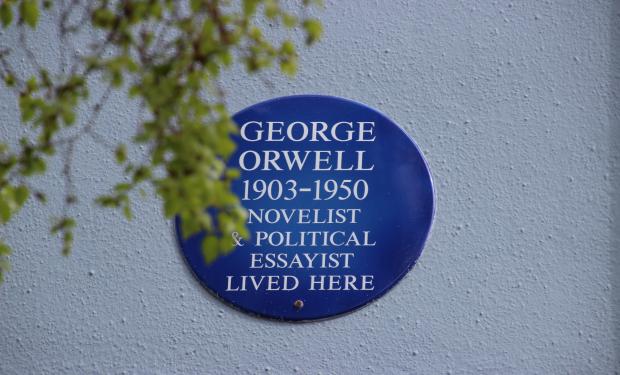 GEORGE
ORWELL
1903-1950
NOVELIST
& POLITICAL
ESSAYIST
LIVED HERE